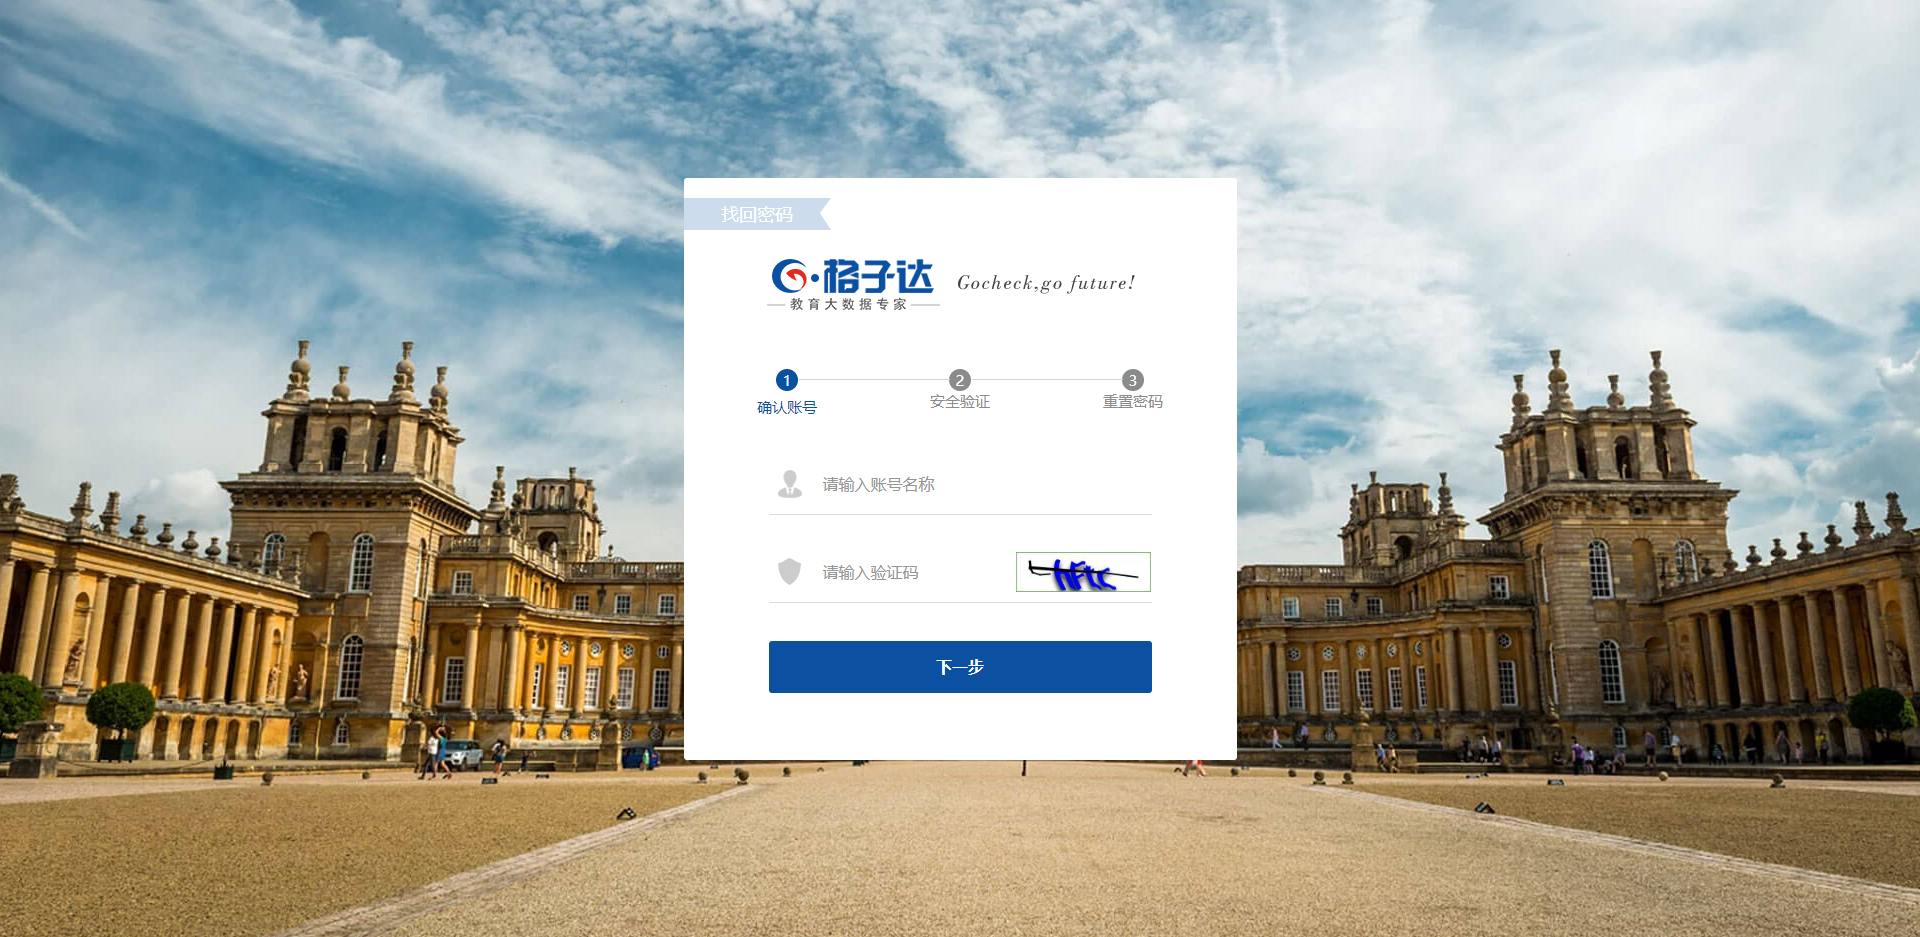 找回密码
格子达
教育大数据专家
Gocheck,go future!
1
2
3
确认账号
安全验证
重置密码
请输入账号名称
请输入验证码
下一步